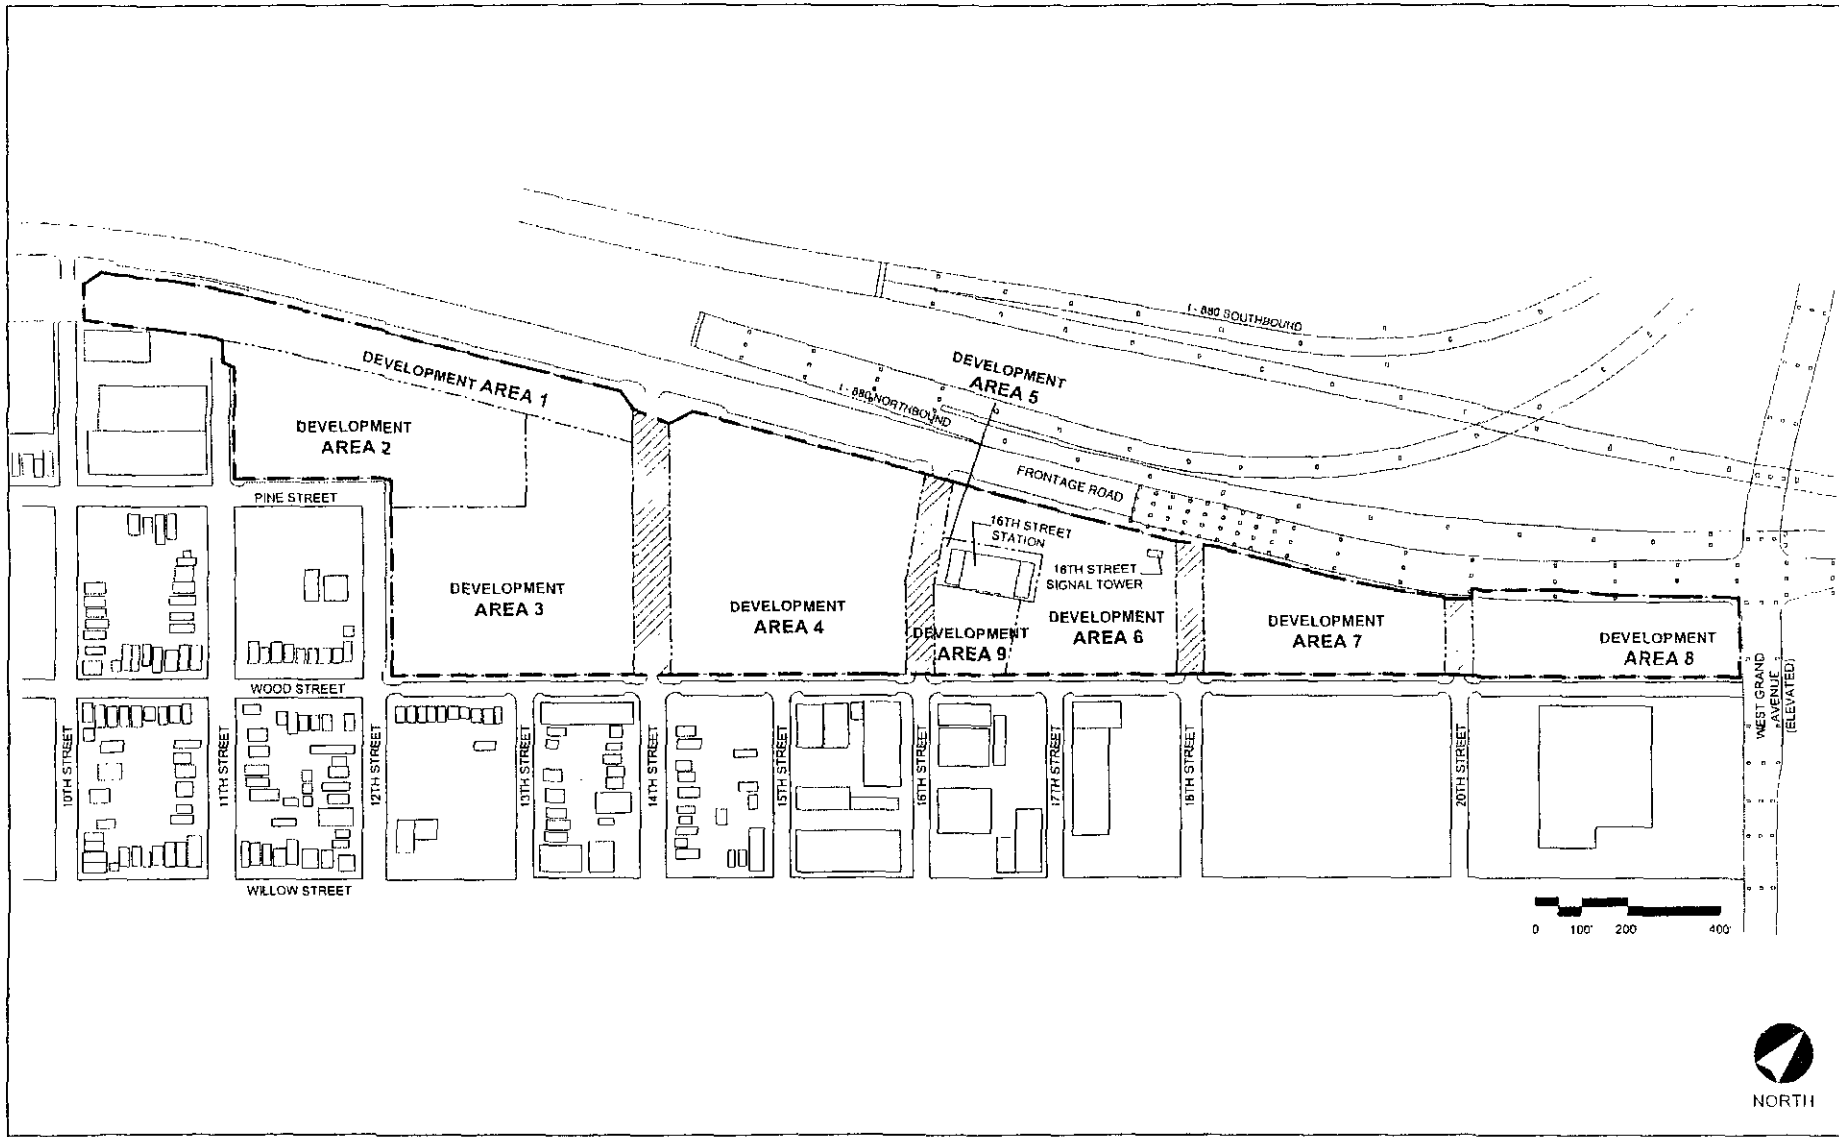 I - 880 SOUTHBOUND
DEVELOPMENT
AREA 5
DEVELOPMENT AREA 1
I - 880 NORTHBOUND
DEVELOPMENT
AREA 2
FRONTAGE ROAD
PINE STREET
16TH STREET
STATION
16TH STREET
SIGNAL TOWER
DEVELOPMENT
AREA 3
DEVELOPMENT
AREA 4
DEVELOPMENT
AREA 9
DEVELOPMENT
AREA 6
DEVELOPMENT
AREA 7
DEVELOPMENT
AREA 8
WOOD STREET
10TH STREET
11TH STREET
12TH STREET
13TH STREET
14TH STREET
15TH STREET
16TH STREET
17TH STREET
18TH STREET
20TH STREET
WEST GRAND
AVENUE
(ELEVATED)
WILLOW STREET
0 100' 200 400'
NORTH